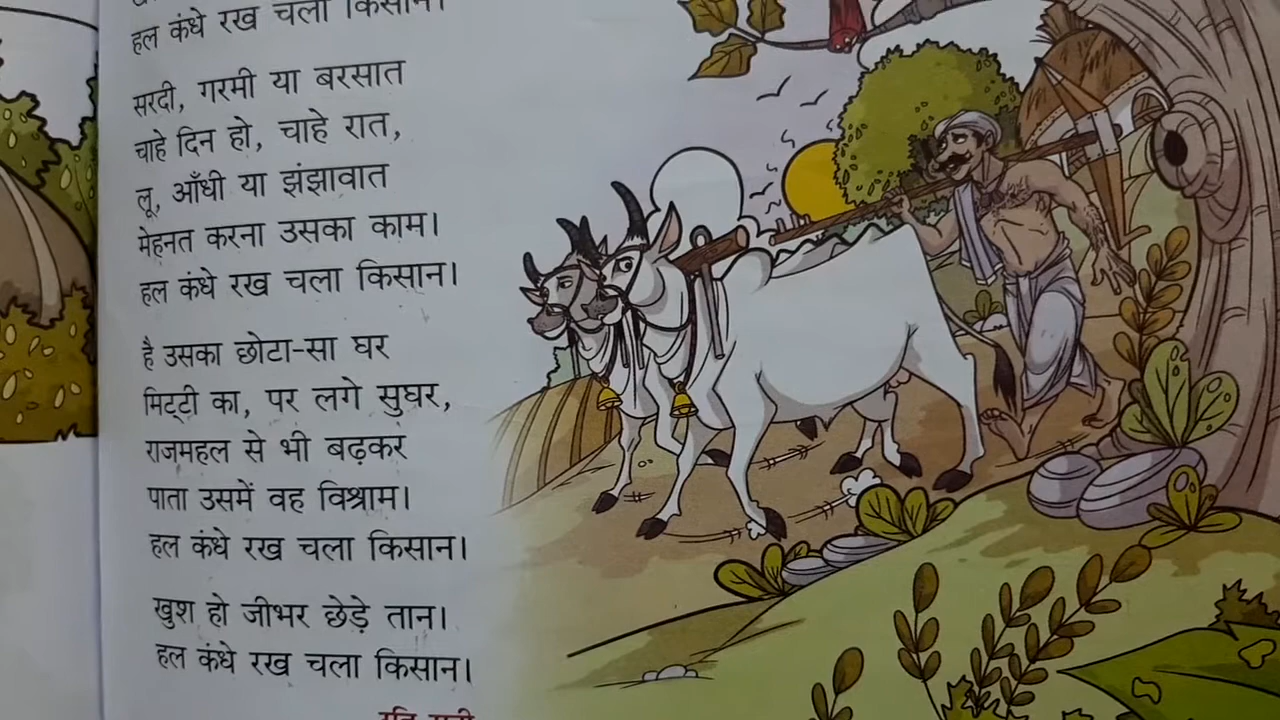 हल कंधे रख चला किसान।
सरदी, गरमी या बरसात
चाहे दिन हो, चाहे रात,
लू, आँधी या झंझावात
मेहनत करना उसका काम।
हल कंधे रख चला किसान।
है उसका छोटा-सा घर
मिट्टी का, पर लगे सुघर,
राजमहल से भी बढ़कर
पाता उसमें वह विश्राम।
हल कंधे रख चला किसान।
खुश हो जीभर छेड़े तान।
हल कंधे रख चला किसान।